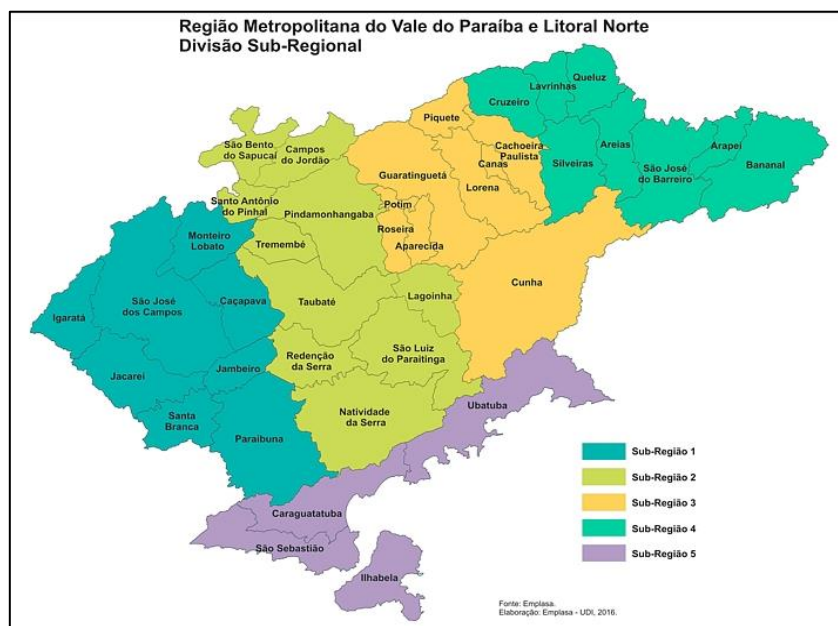 Região Metropolitana do Vale do Paraíba e Litoral Norte
Divisão Sub-Regional
Queluz
Lavrinhas
Cruzeiro
Piquete
São Bento
do Sapucaí
Campos
do Jordão
Cachoeira
Paulista
Canas
Areias
Arapeí
Silveiras
São José
do Barreiro
Bananal
Guaratinguetá
Lorena
Santo Antônio
do Pinhal
Pindamonhangaba
Potim
Roseira
Aparecida
Monteiro
Lobato
Tremembé
Cunha
São José
dos Campos
Caçapava
Taubaté
Lagoinha
Igaratá
Redenção
da Serra
São Luiz
do Paraitinga
Jacareí
Jambeiro
Santa
Branca
Natividade
da Serra
Ubatuba
Paraibuna
Caraguatatuba
São Sebastião
Ilhabela
Sub-Região 1
Sub-Região 2
Sub-Região 3
Sub-Região 4
Sub-Região 5
Fonte: Emplasa.
Elaboração: Emplasa - UDI, 2016.